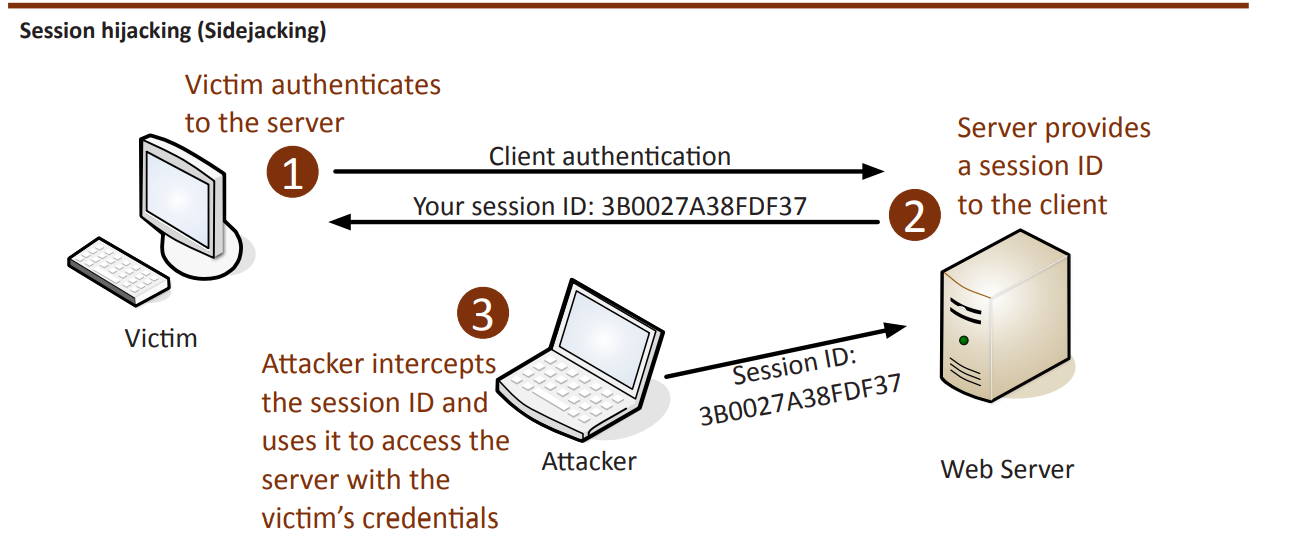 Session hijacking (Sidejacking)
Victim authenticates
to the server
1
Client authentication
Your session ID: 3B0027A38FDF37
2
Server provides
a session ID
to the client
Victim
3
Attacker intercepts
the session ID and
uses it to access the
server with the
victim’s credentials
Attacker
Session ID:
3B0027A38FDF37
Web Server